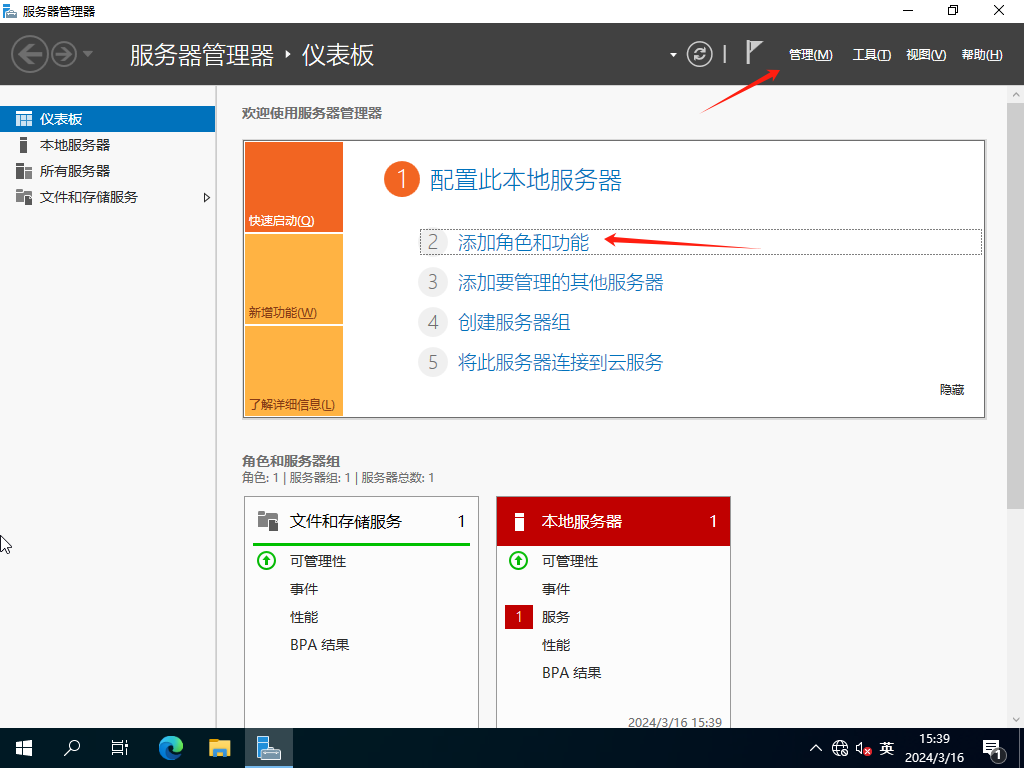 服务器管理器
服务器管理器 · 仪表板
管理(M) 工具(T) 视图(V) 帮助(H)
仪表板
本地服务器
所有服务器
文件和存储服务
欢迎使用服务器管理器
快速启动(Q)
新增功能(W)
了解详细信息(L)
1 配置此本地服务器
2 添加角色和功能
3 添加要管理的其他服务器
4 创建服务器组
5 将此服务器连接到云服务
隐藏
角色和服务器组
角色: 1 | 服务器组: 1 | 服务器总数: 1
文件和存储服务 1
可管理性
事件
性能
BPA 结果
本地服务器 1
可管理性
事件
1 服务
性能
BPA 结果
2024/3/16 15:39
英
15:39
2024/3/16
1